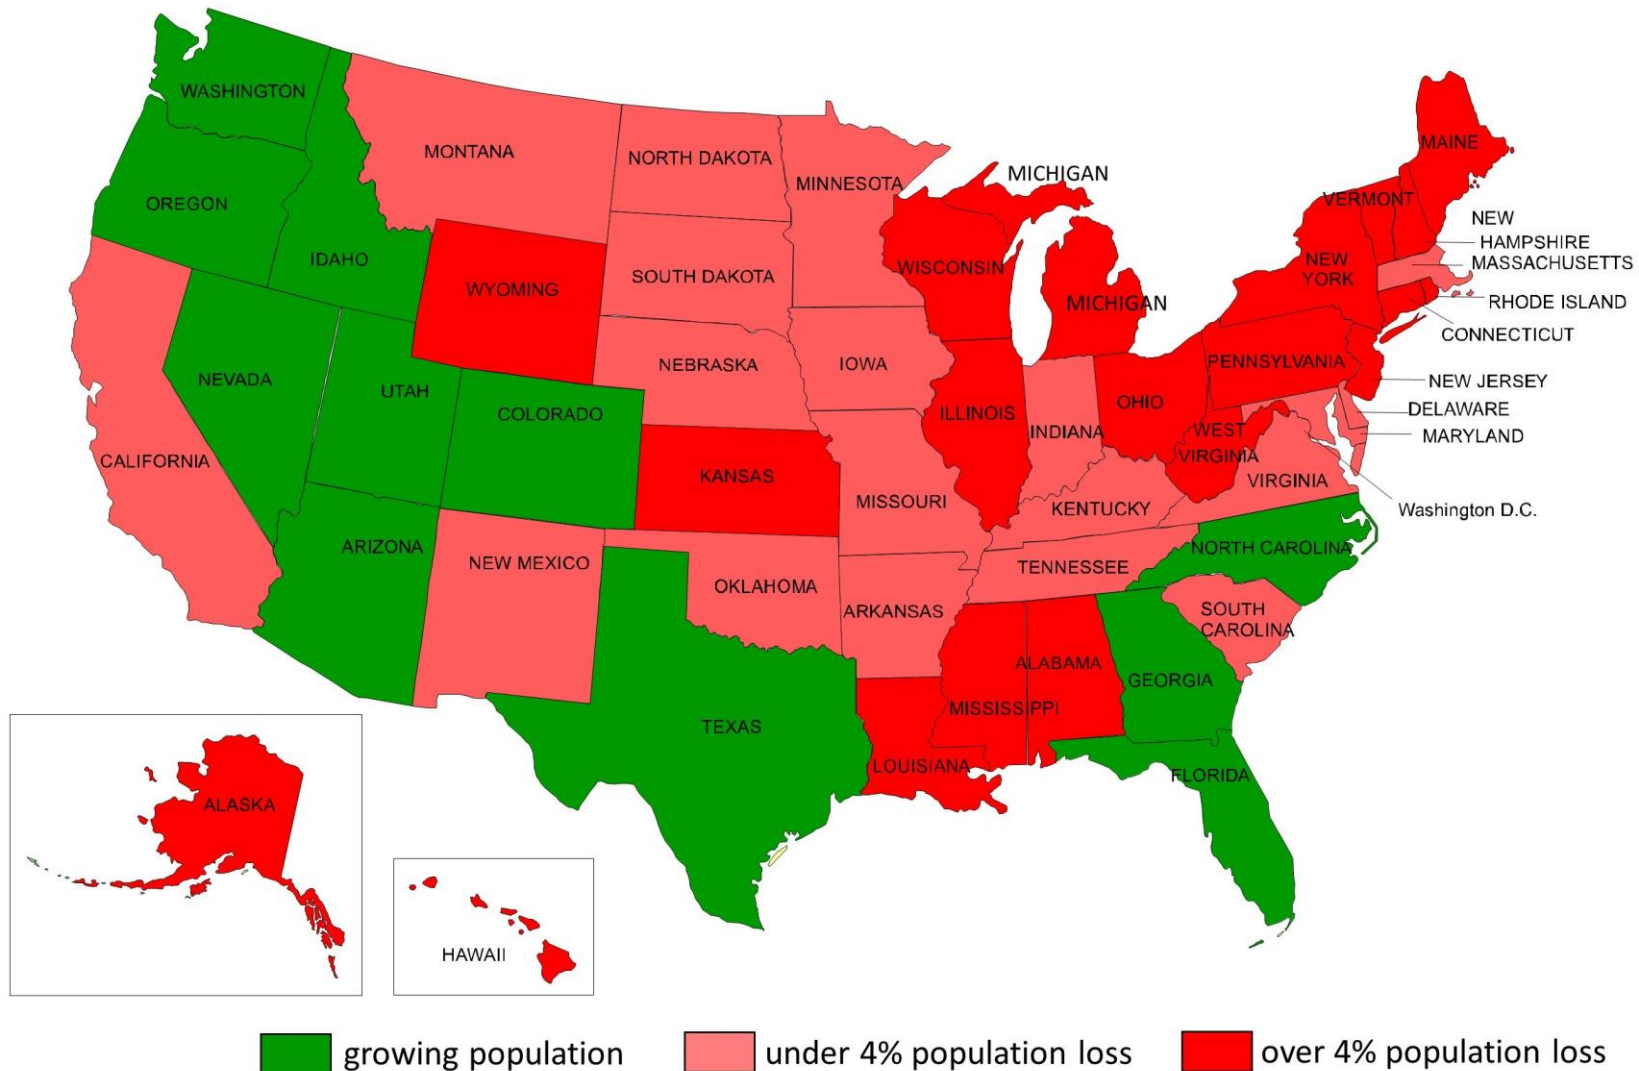 WASHINGTON
MONTANA
NORTH DAKOTA
MINNESOTA
MICHIGAN
MAINE
VERMONT
OREGON
IDAHO
WYOMING
SOUTH DAKOTA
WISCONSIN
MICHIGAN
NEW
YORK
NEW
HAMPSHIRE
MASSACHUSETTS
RHODE ISLAND
CONNECTICUT
NEVADA
UTAH
COLORADO
NEBRASKA
IOWA
ILLINOIS
INDIANA
OHIO
PENNSYLVANIA
NEW JERSEY
DELAWARE
MARYLAND
WEST
VIRGINIA
VIRGINIA
Washington D.C.
CALIFORNIA
KANSAS
MISSOURI
KENTUCKY
ARIZONA
NEW MEXICO
OKLAHOMA
ARKANSAS
TENNESSEE
NORTH CAROLINA
SOUTH
CAROLINA
TEXAS
LOUISIANA
MISSISSIPPI
ALABAMA
GEORGIA
FLORIDA
ALASKA
HAWAII
growing population
under 4% population loss
over 4% population loss